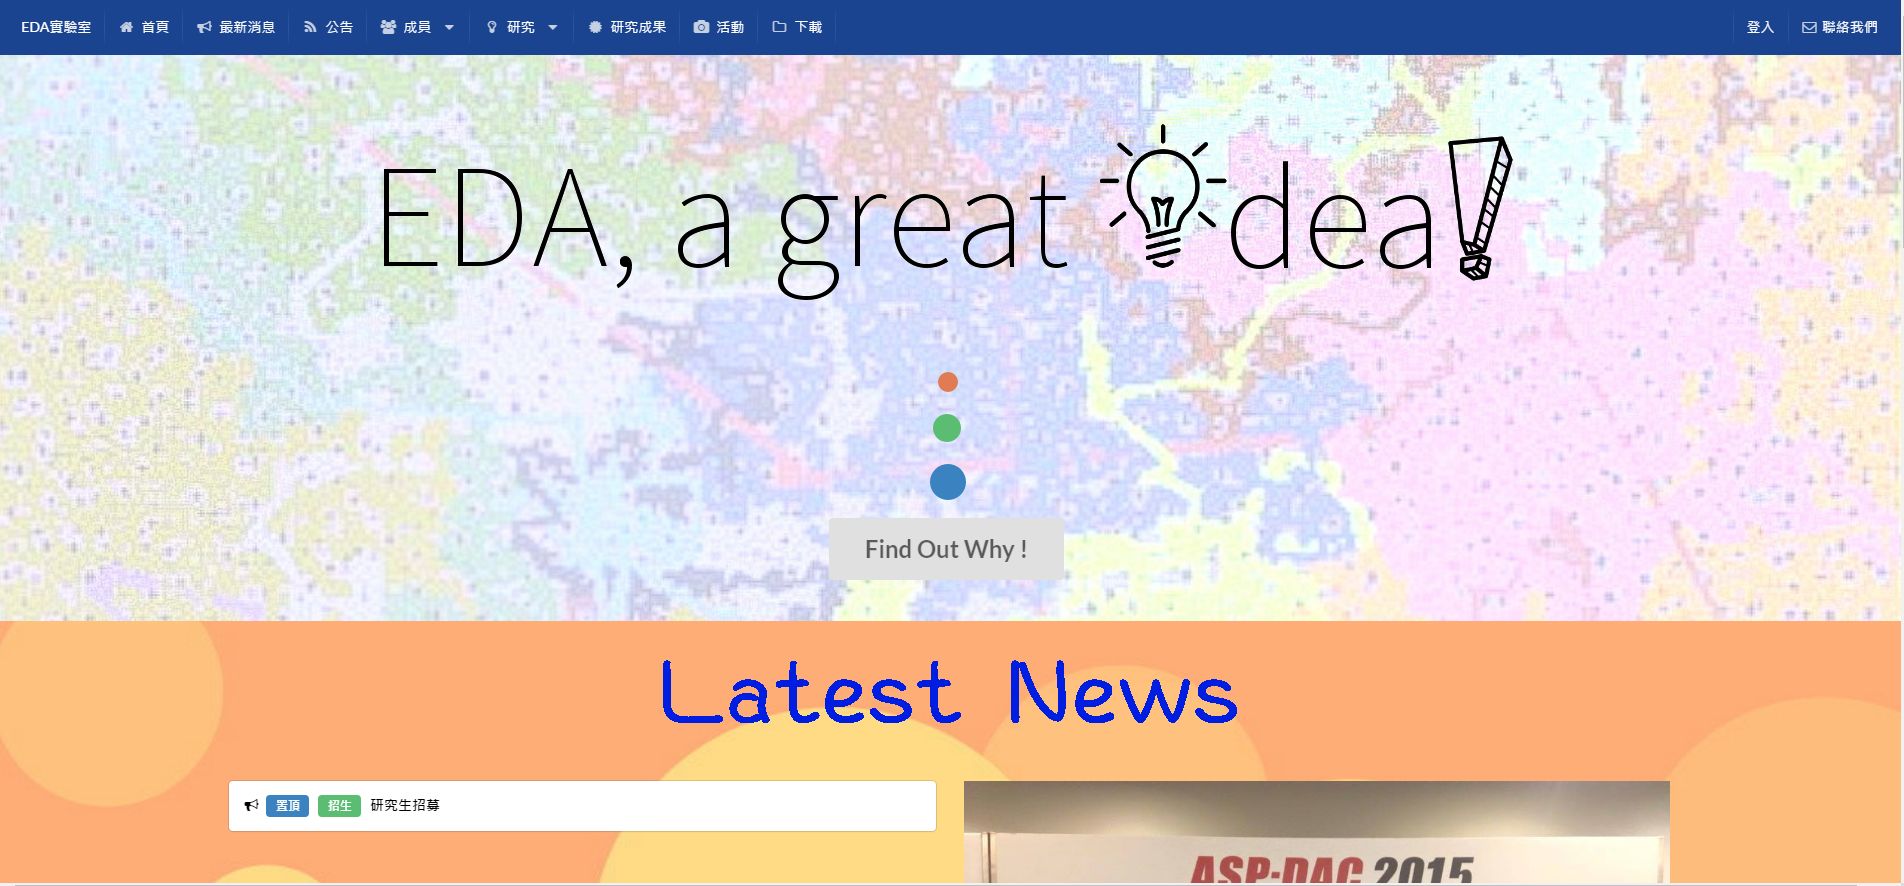 EDA實驗室 首頁 最新消息 公告 成員 研究 研究成果 活動 下載 登入 聯絡我們
EDA, a great dea!
Find Out Why !
Latest News
置頂 招生 研究生招募
ASP-DAC 2015